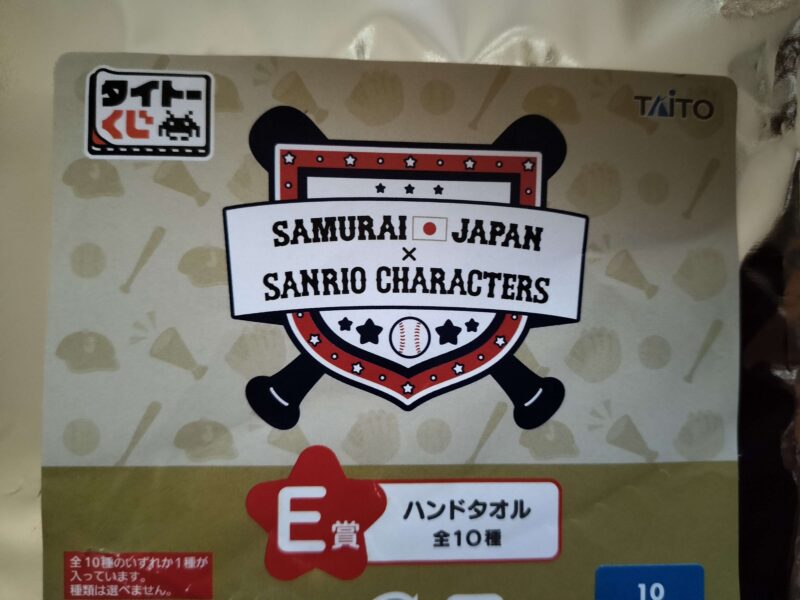 タイトー
くじ
TAITO
SAMURAI JAPAN
×
SANRIO CHARACTERS
E賞
ハンドタオル
全10種
全10種のいずれか1種が
入っています。
種類は選べません。
10